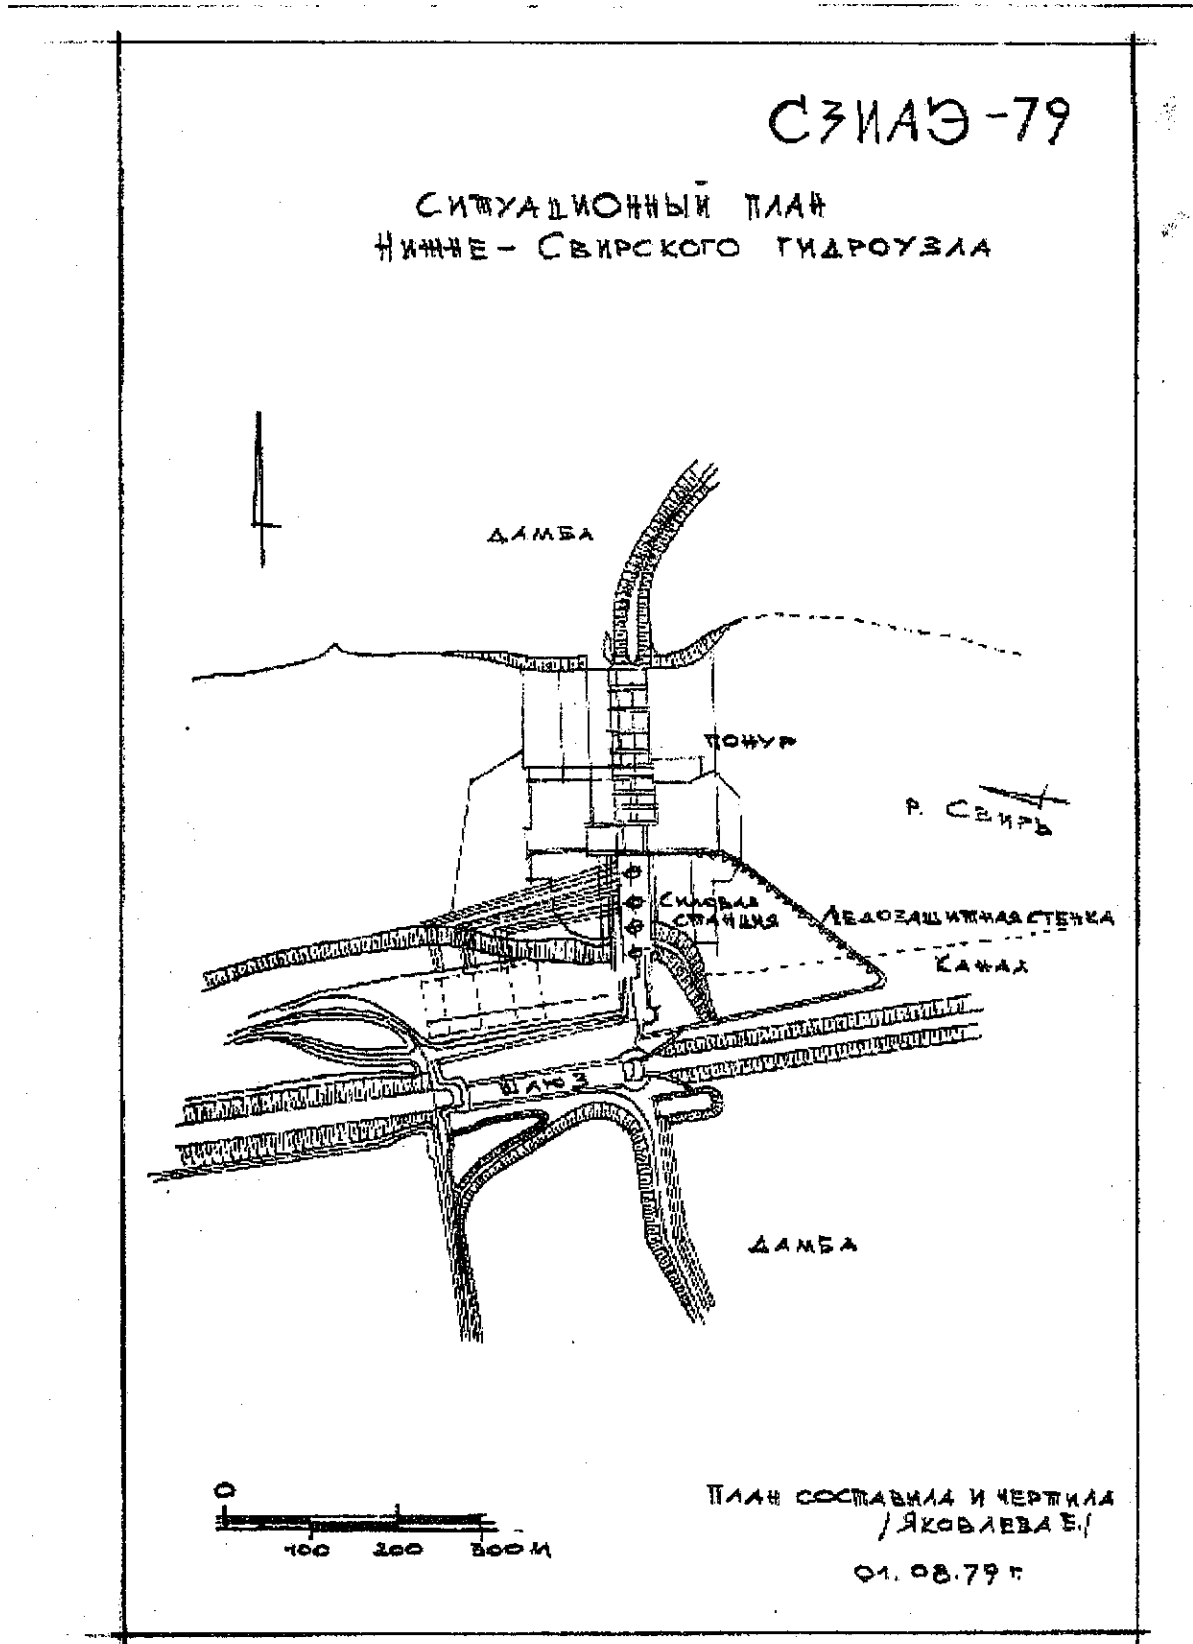 СЗИАЭ-79
Ситуационный план
Нижне-Свирского гидроузла
Дамба
Понур
р. Свирь
Силовая
станция
Ледозащитная стенка
Канал
Шлюз
Дамба
0
100 200 300 м
План составила и чертила
/Яковлева Е./
01.08.79 г.